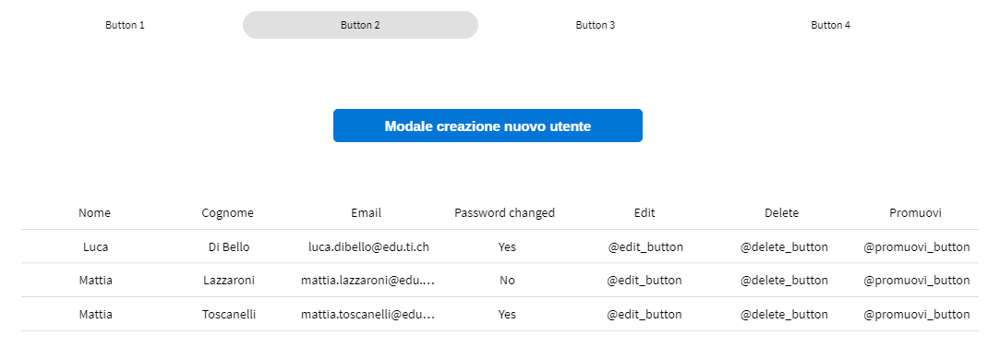 Button 1 Button 2 Button 3 Button 4
Modale creazione nuovo utente
Nome Cognome Email Password changed Edit Delete Promuovi
Luca Di Bello luca.dibello@edu.ti.ch Yes @edit_button @delete_button @promuovi_button
Mattia Lazzaroni mattia.lazzaroni@edu.... No @edit_button @delete_button @promuovi_button
Mattia Toscanelli mattia.toscanelli@edu... Yes @edit_button @delete_button @promuovi_button